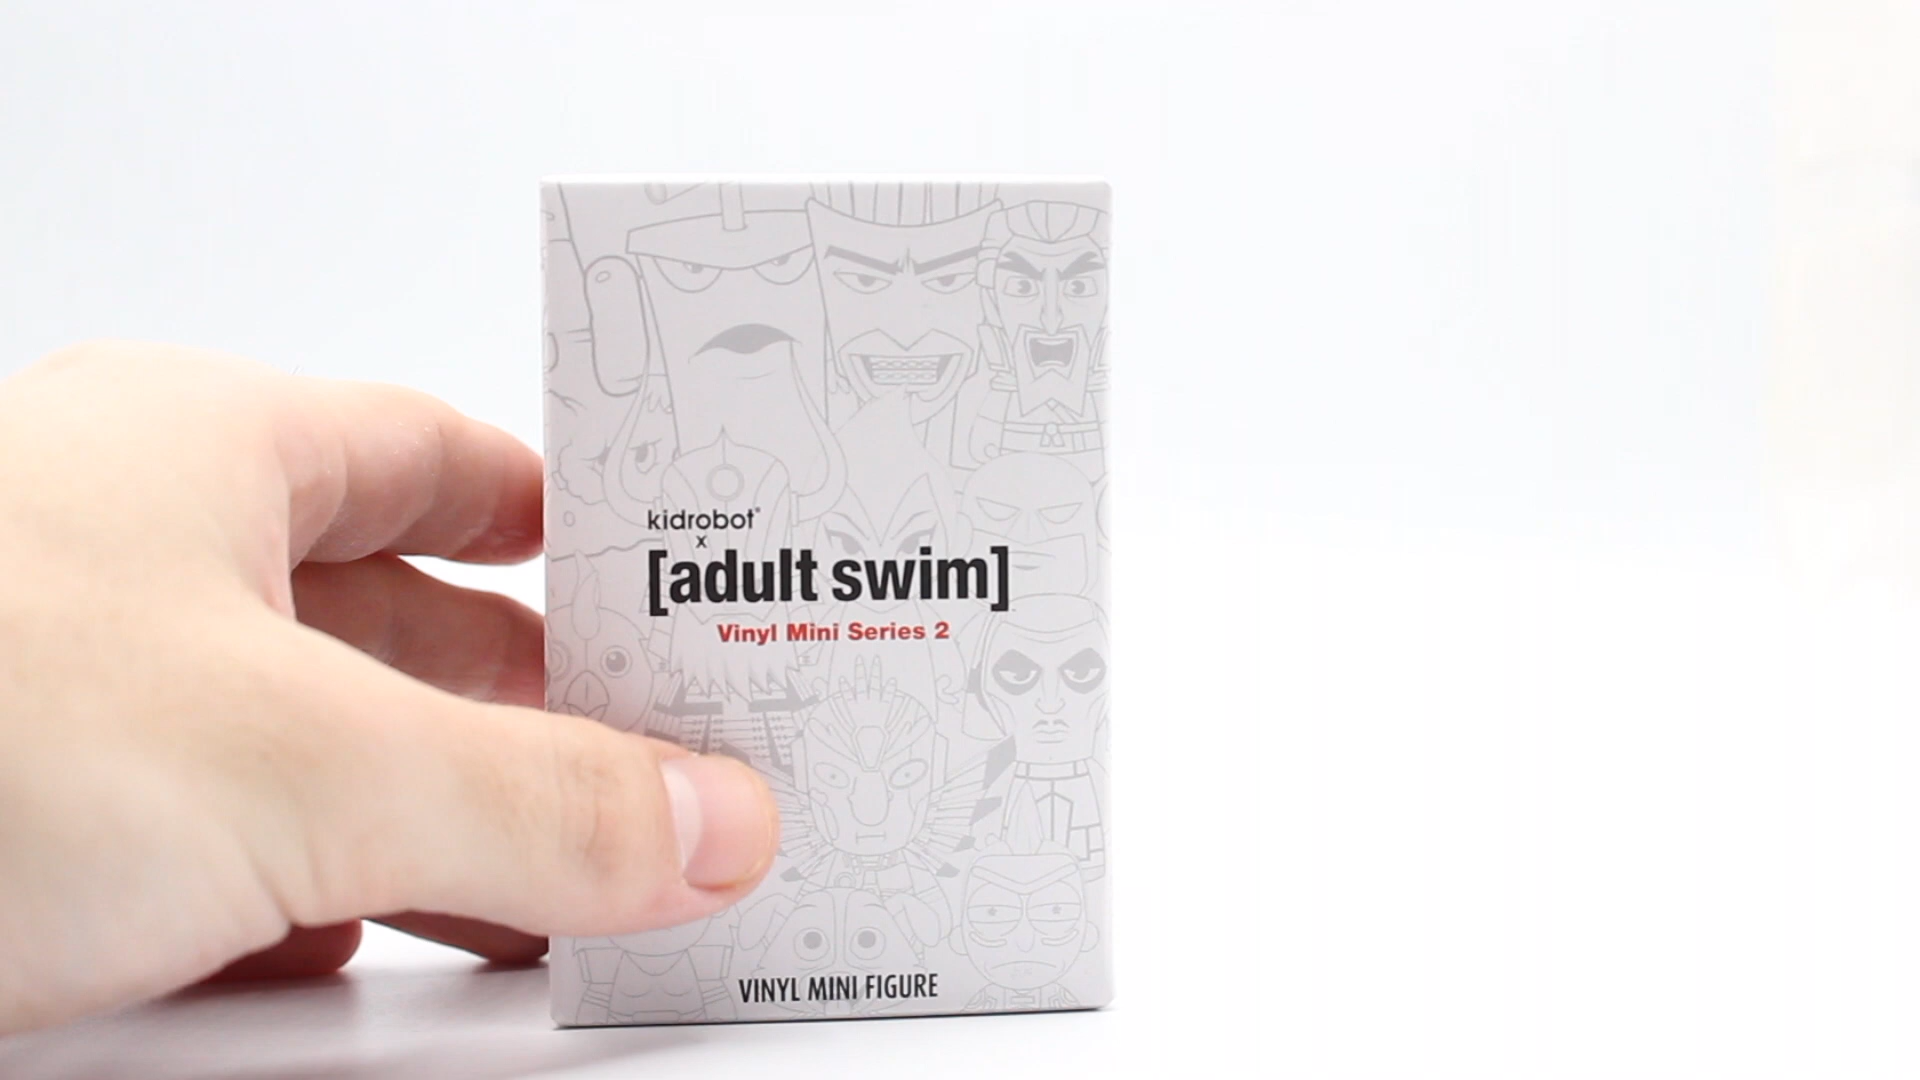 kidrobot®
x
[adult swim]
Vinyl Mini Series 2
VINYL MINI FIGURE